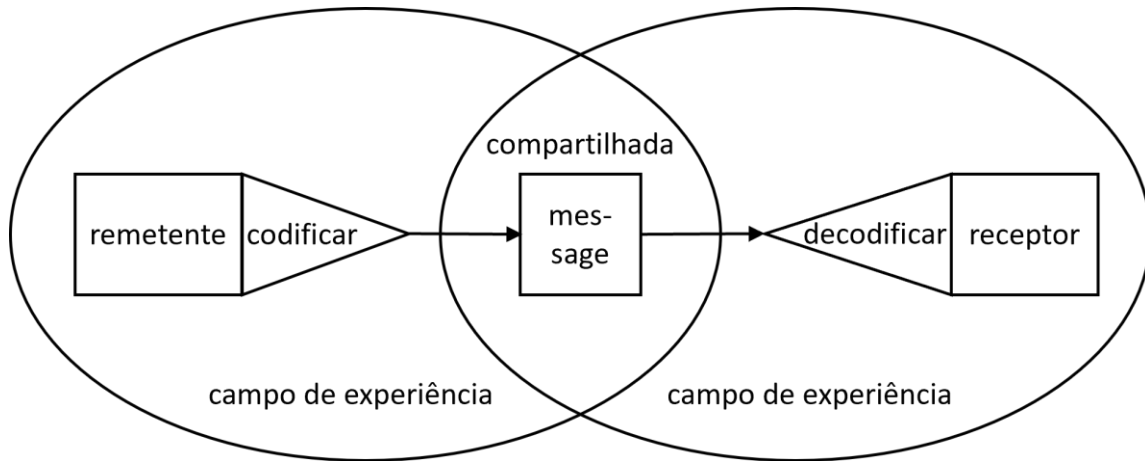 compartilhada
remetente
codificar
mes-
sage
decodificar
receptor
campo de experiência
campo de experiência